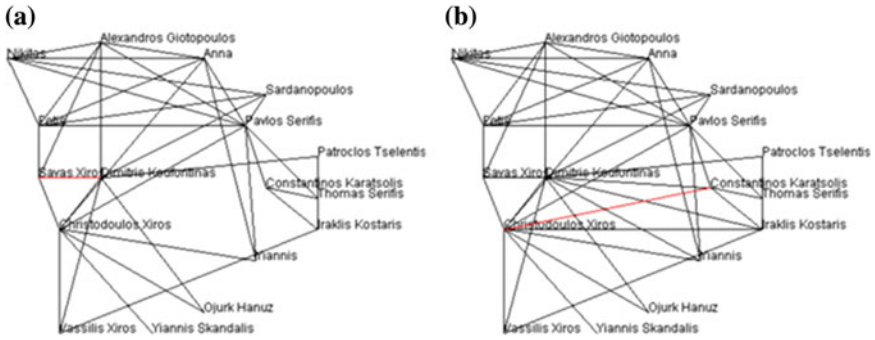 (a)
Alexandros Giotopoulos
Nikitas
Anna
Sardanopoulos
Fotis
Pavlos Serifis
Patroclos Tselentis
Savas Xiros
Dimitris Koufontinas
Constantinos Karatsolis
Thomas Serifis
Christodoulos Xiros
Iraklis Kostaris
Yiannis
Ojurk Hanuz
Vassilis Xiros
Yiannis Skandalis
(b)
Alexandros Giotopoulos
Nikitas
Anna
Sardanopoulos
Fotis
Pavlos Serifis
Patroclos Tselentis
Savas Xiros
Dimitris Koufontinas
Constantinos Karatsolis
Thomas Serifis
Christodoulos Xiros
Iraklis Kostaris
Yiannis
Ojurk Hanuz
Vassilis Xiros
Yiannis Skandalis